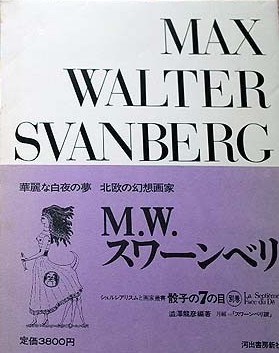 MAX
WALTER
SVANBERG
華麗な白夜の夢 北欧の幻想画家
M.W.
スワーンベリ
シュルレアリスムと画家叢書 骰子の7の目 別巻 La Septième
Face du Dé
澁澤龍彦編著
定価3800円
河出書房新社